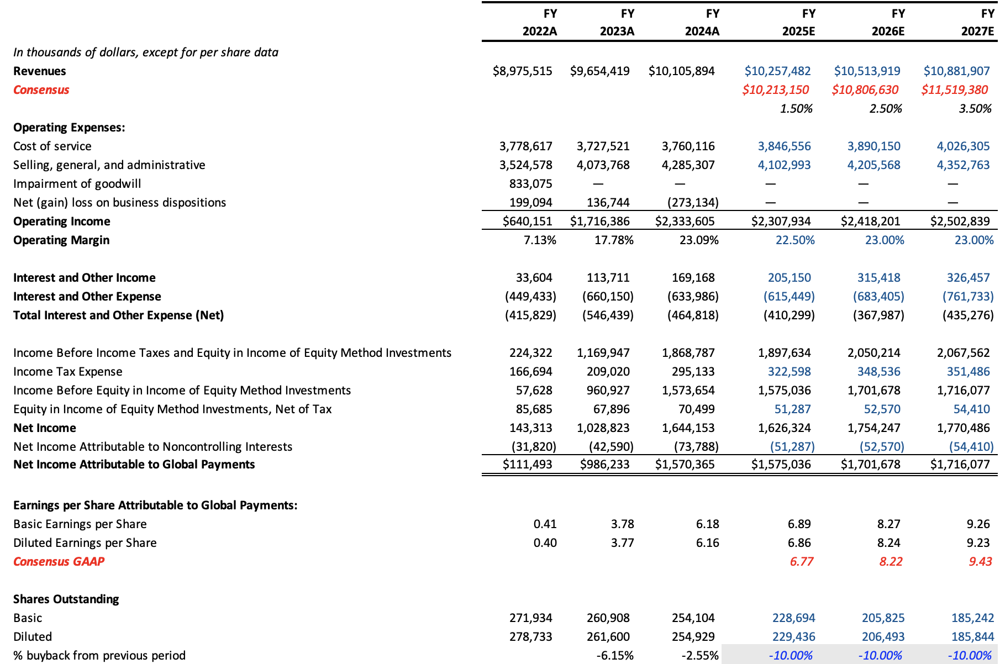 FY FY FY FY FY FY
2022A 2023A 2024A 2025E 2026E 2027E
In thousands of dollars, except for per share data
Revenues $8,975,515 $9,654,419 $10,105,894 $10,257,482 $10,513,919 $10,881,907
Consensus $10,213,150 $10,806,630 $11,519,380
1.50% 2.50% 3.50%
Operating Expenses:
Cost of service 3,778,617 3,727,521 3,760,116 3,846,556 3,890,150 4,026,305
Selling, general, and administrative 3,524,578 4,073,768 4,285,307 4,102,993 4,205,568 4,352,763
Impairment of goodwill 833,075 — — — — —
Net (gain) loss on business dispositions 199,094 136,744 (273,134) — — —
Operating Income $640,151 $1,716,386 $2,333,605 $2,307,934 $2,418,201 $2,502,839
Operating Margin 7.13% 17.78% 23.09% 22.50% 23.00% 23.00%
Interest and Other Income 33,604 113,711 169,168 205,150 315,418 326,457
Interest and Other Expense (449,433) (660,150) (633,986) (615,449) (683,405) (761,733)
Total Interest and Other Expense (Net) (415,829) (546,439) (464,818) (410,299) (367,987) (435,276)
Income Before Income Taxes and Equity in Income of Equity Method Investments 224,322 1,169,947 1,868,787 1,897,634 2,050,214 2,067,562
Income Tax Expense 166,694 209,020 295,133 322,598 348,536 351,486
Income Before Equity in Income of Equity Method Investments 57,628 960,927 1,573,654 1,575,036 1,701,678 1,716,077
Equity in Income of Equity Method Investments, Net of Tax 85,685 67,896 70,499 51,287 52,570 54,410
Net Income 143,313 1,028,823 1,644,153 1,626,324 1,754,247 1,770,486
Net Income Attributable to Noncontrolling Interests (31,820) (42,590) (73,788) (51,287) (52,570) (54,410)
Net Income Attributable to Global Payments $111,493 $986,233 $1,570,365 $1,575,036 $1,701,678 $1,716,077
Earnings per Share Attributable to Global Payments:
Basic Earnings per Share 0.41 3.78 6.18 6.89 8.27 9.26
Diluted Earnings per Share 0.40 3.77 6.16 6.86 8.24 9.23
Consensus GAAP 6.77 8.22 9.43
Shares Outstanding
Basic 271,934 260,908 254,104 228,694 205,825 185,242
Diluted 278,733 261,600 254,929 229,436 206,493 185,844
% buyback from previous period -6.15% -2.55% -10.00% -10.00% -10.00%